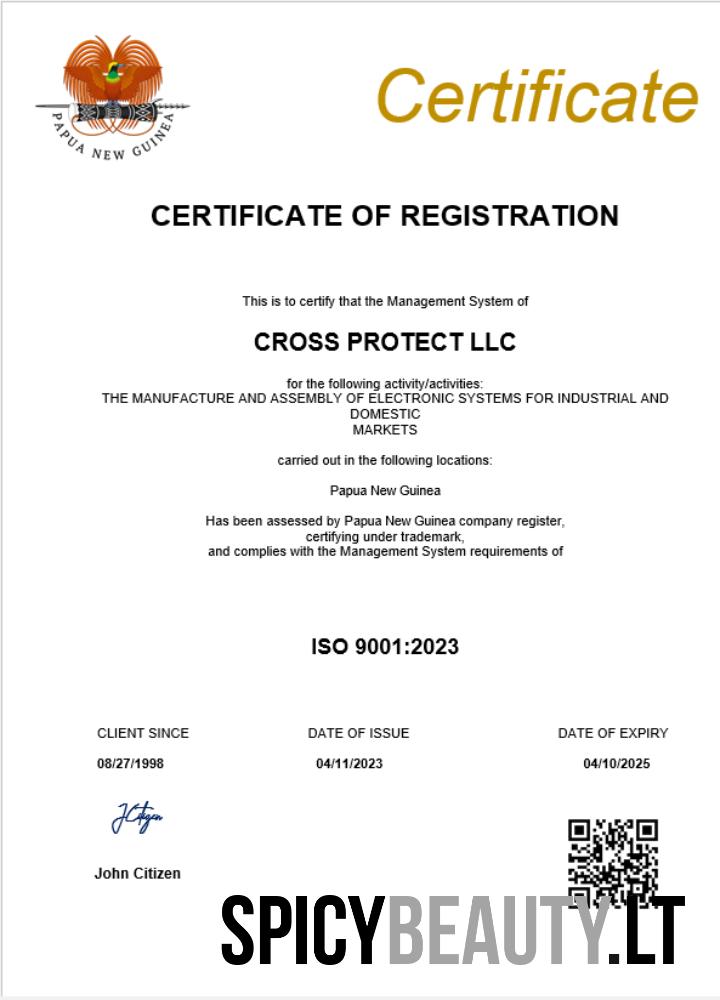 PAPUA NEW GUINEA
Certificate
CERTIFICATE OF REGISTRATION
This is to certify that the Management System of
CROSS PROTECT LLC
for the following activity/activities:
THE MANUFACTURE AND ASSEMBLY OF ELECTRONIC SYSTEMS FOR INDUSTRIAL AND
DOMESTIC
MARKETS
carried out in the following locations:
Papua New Guinea
Has been assessed by Papua New Guinea company register,
certifying under trademark,
and complies with the Management System requirements of
ISO 9001:2023
CLIENT SINCE DATE OF ISSUE DATE OF EXPIRY
08/27/1998 04/11/2023 04/10/2025
JCitizen
John Citizen
SPICYBEAUTY.LT